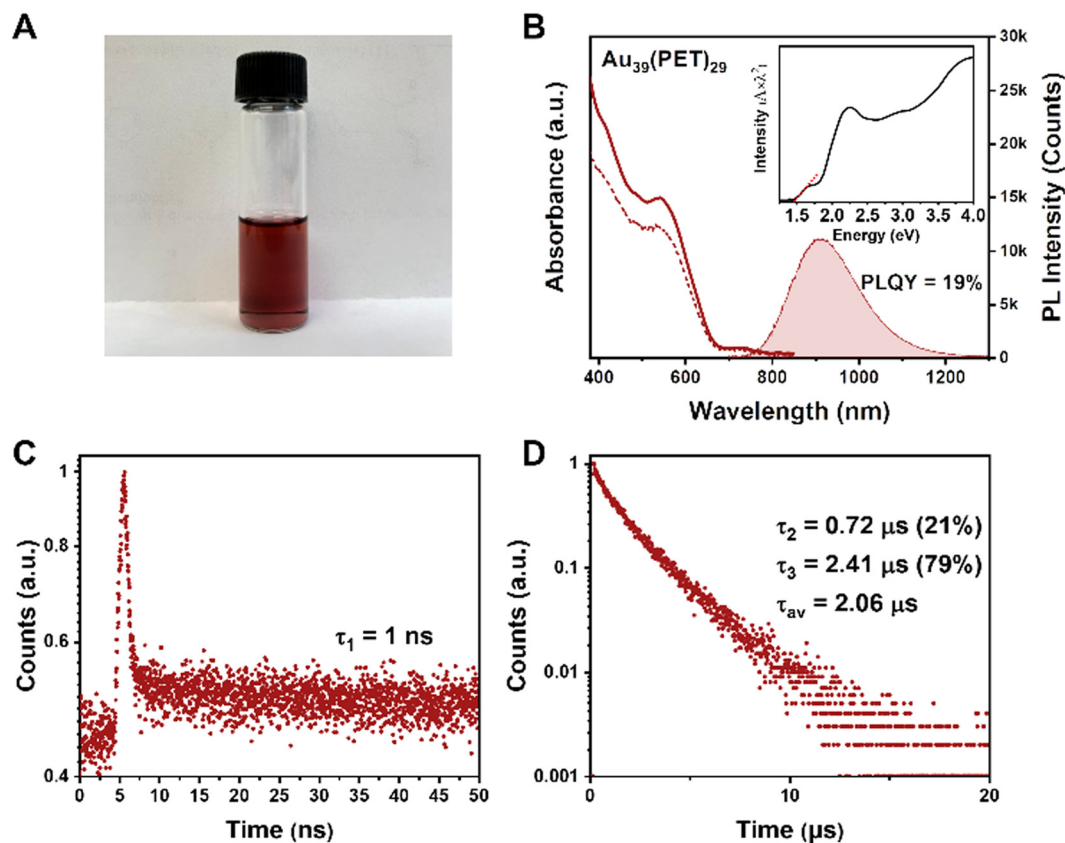 A
B
Au39(PET)29
Absorbance (a.u.)
400
600
800
1000
1200
Wavelength (nm)
30k
25k
20k
15k
10k
5k
0
PL Intensity (Counts)
PLQY = 19%
Intensity (A×λ²)
1.5
2.0
2.5
3.0
3.5
4.0
Energy (eV)
C
1
0.8
0.6
0.4
Counts (a.u.)
0
5
10
15
20
25
30
35
40
45
50
Time (ns)
τ1 = 1 ns
D
1
0.1
0.01
0.001
Counts (a.u.)
0
10
20
Time (μs)
τ2 = 0.72 μs (21%)
τ3 = 2.41 μs (79%)
τav = 2.06 μs